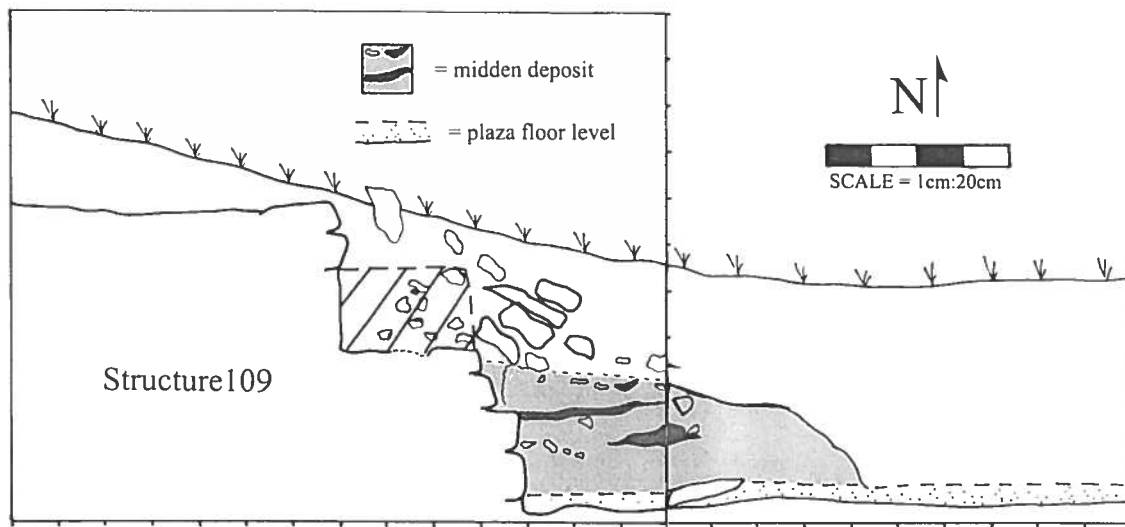 = midden deposit
= plaza floor level
N
SCALE = 1cm:20cm
Structure109